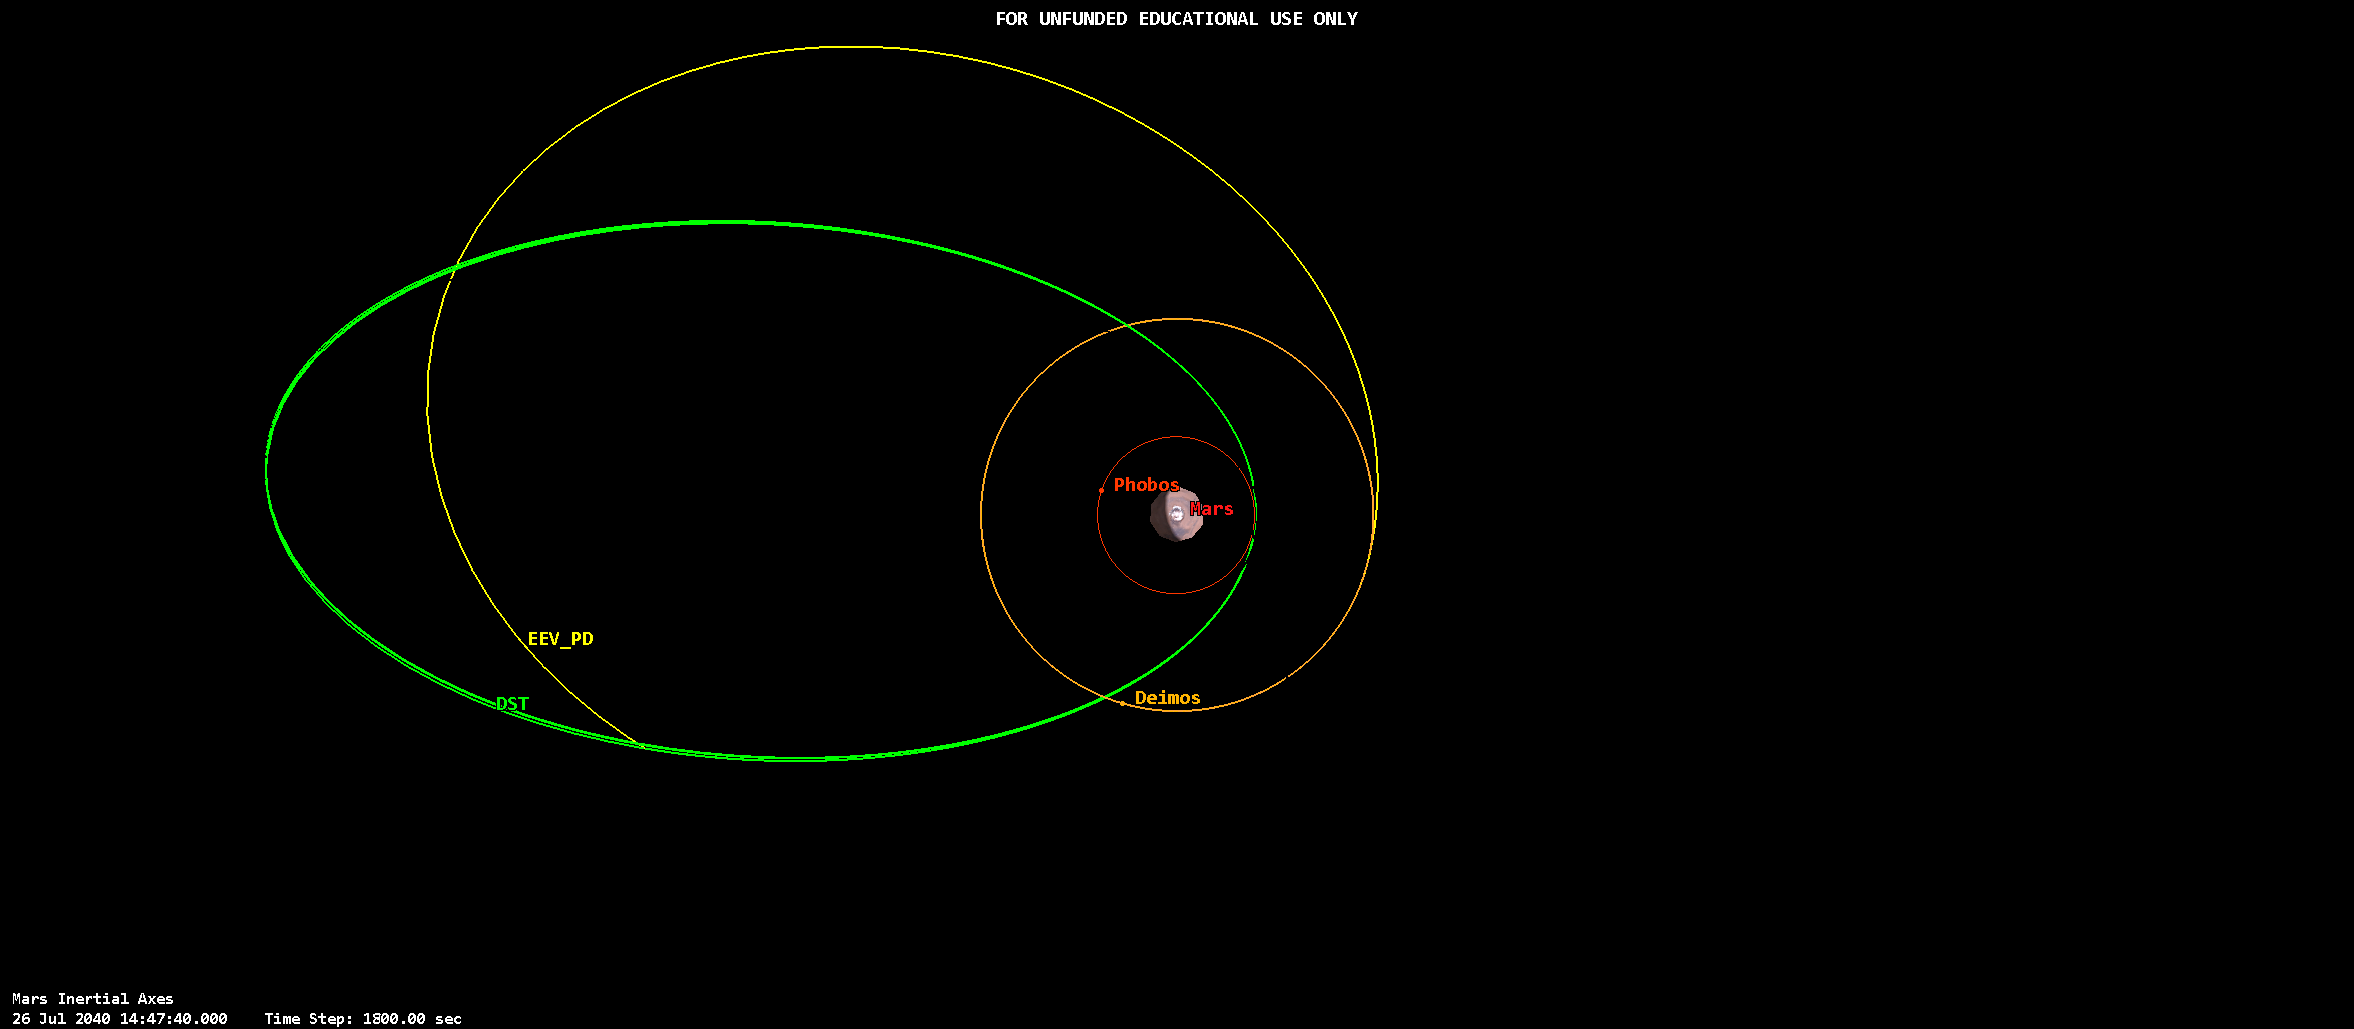 FOR UNFUNDED EDUCATIONAL USE ONLY
Phobos
Mars
EEV_PD
DST
Deimos
Mars Inertial Axes
26 Jul 2040 14:47:40.000    Time Step: 1800.00 sec